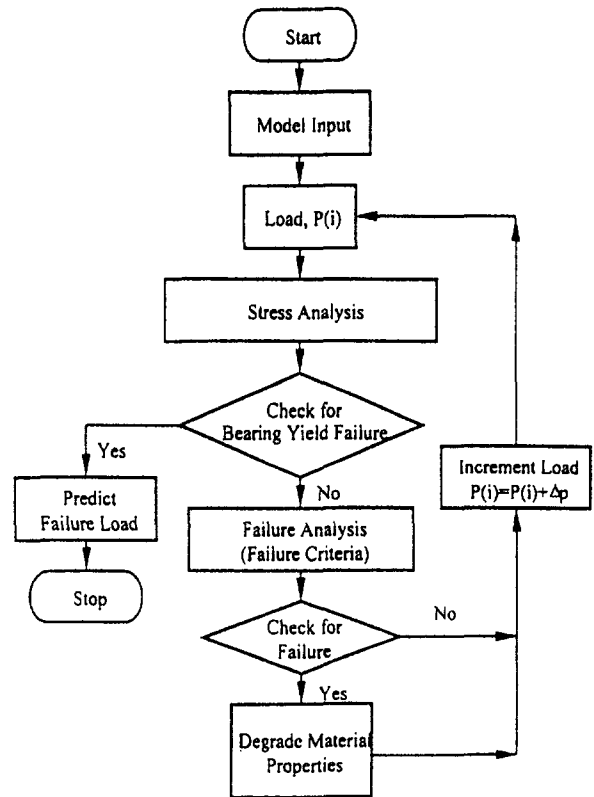 Start
Model Input
Load, P(i)
Stress Analysis
Check for
Bearing Yield Failure
Yes
Predict
Failure Load
Stop
No
Failure Analysis
(Failure Criteria)
Check for
Failure
No
Yes
Degrade Material
Properties
Increment Load
P(i)=P(i)+Δp